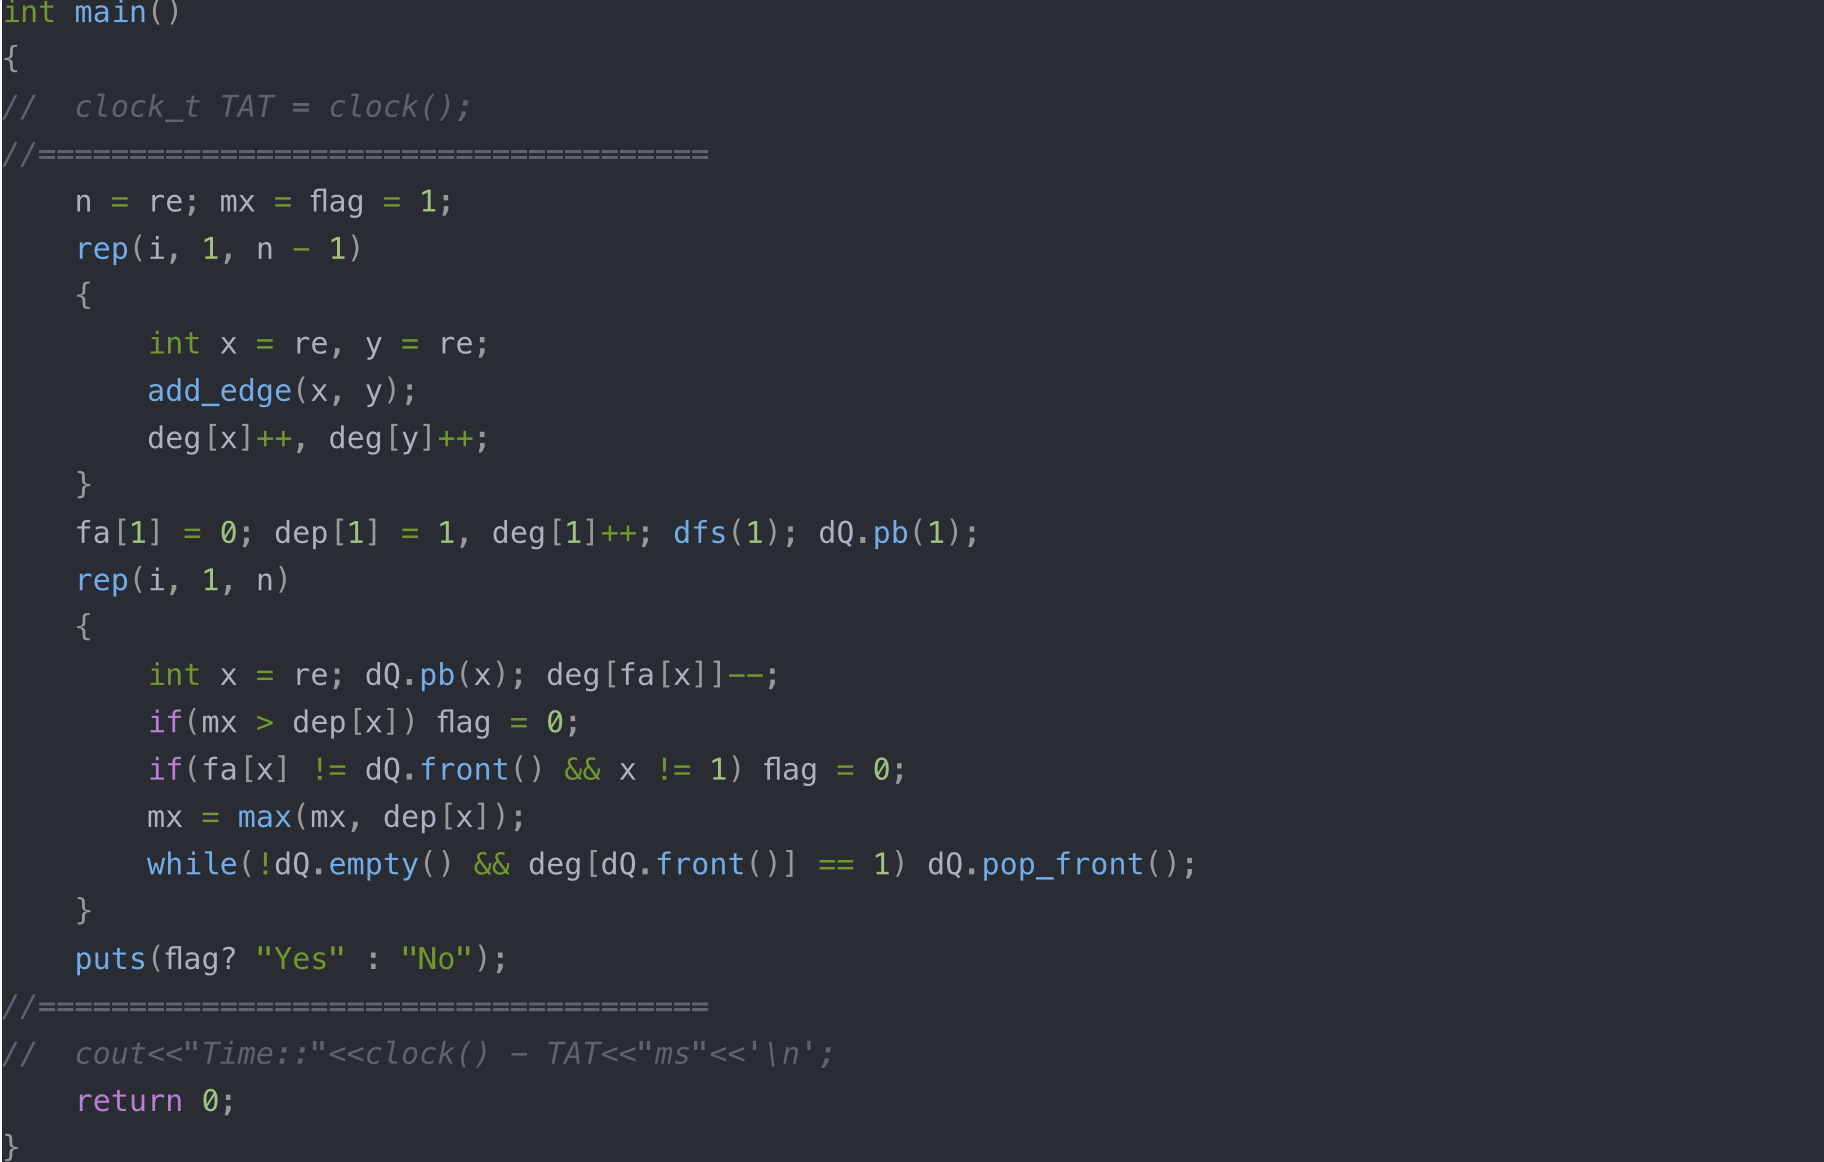 int main()
{
//  clock_t TAT = clock();
//=====================================
    n = re; mx = flag = 1;
    rep(i, 1, n - 1)
    {
        int x = re, y = re;
        add_edge(x, y);
        deg[x]++, deg[y]++;
    }
    fa[1] = 0; dep[1] = 1, deg[1]++; dfs(1); dQ.pb(1);
    rep(i, 1, n)
    {
        int x = re; dQ.pb(x); deg[fa[x]]--;
        if(mx > dep[x]) flag = 0;
        if(fa[x] != dQ.front() && x != 1) flag = 0;
        mx = max(mx, dep[x]);
        while(!dQ.empty() && deg[dQ.front()] == 1) dQ.pop_front();
    }
    puts(flag? "Yes" : "No");
//=====================================
//  cout<<"Time::"<<clock() - TAT<<"ms"<<'\n';
    return 0;
}